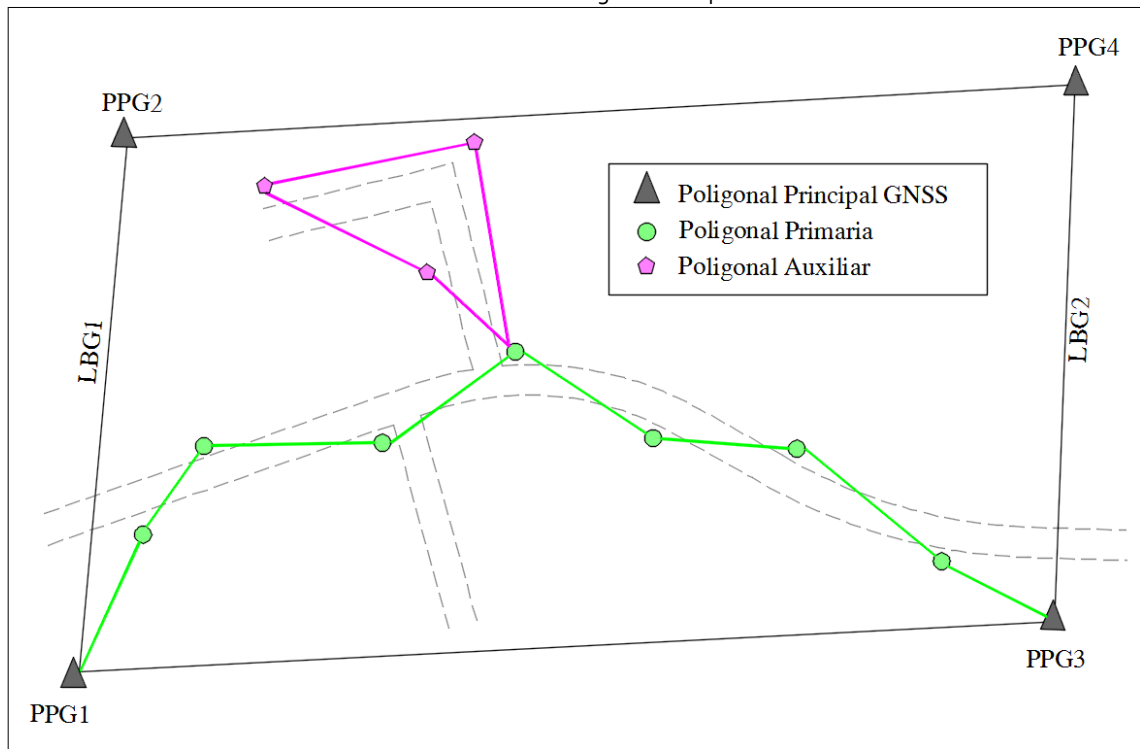 PPG4
PPG2
Poligonal Principal GNSS
Poligonal Primaria
Poligonal Auxiliar
LBG1
LBG2
PPG3
PPG1